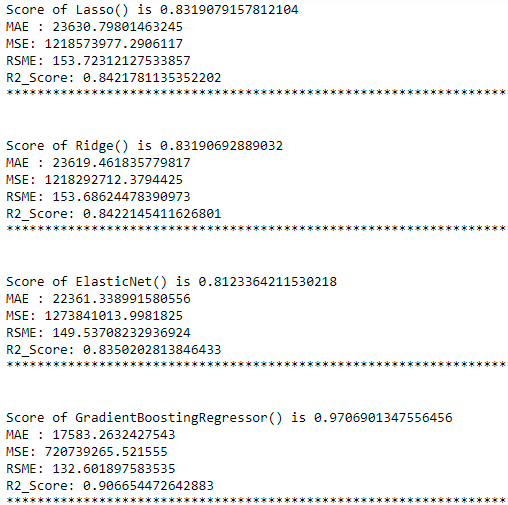 Score of Lasso() is 0.8319079157812104
MAE : 23630.79801463245
MSE: 1218573977.2906117
RSME: 153.72312127533857
R2_Score: 0.8421781135352202
*****************************************************************
Score of Ridge() is 0.83190692889032
MAE : 23619.461835779817
MSE: 1218292712.3794425
RSME: 153.68624478390973
R2_Score: 0.8422145411626801
*****************************************************************
Score of ElasticNet() is 0.8123364211530218
MAE : 22361.338991580556
MSE: 1273841013.9981825
RSME: 149.53708232936924
R2_Score: 0.8350202813846433
*****************************************************************
Score of GradientBoostingRegressor() is 0.9706901347556456
MAE : 17583.2632427543
MSE: 720739265.521555
RSME: 132.601897583535
R2_Score: 0.906654472642883
*****************************************************************